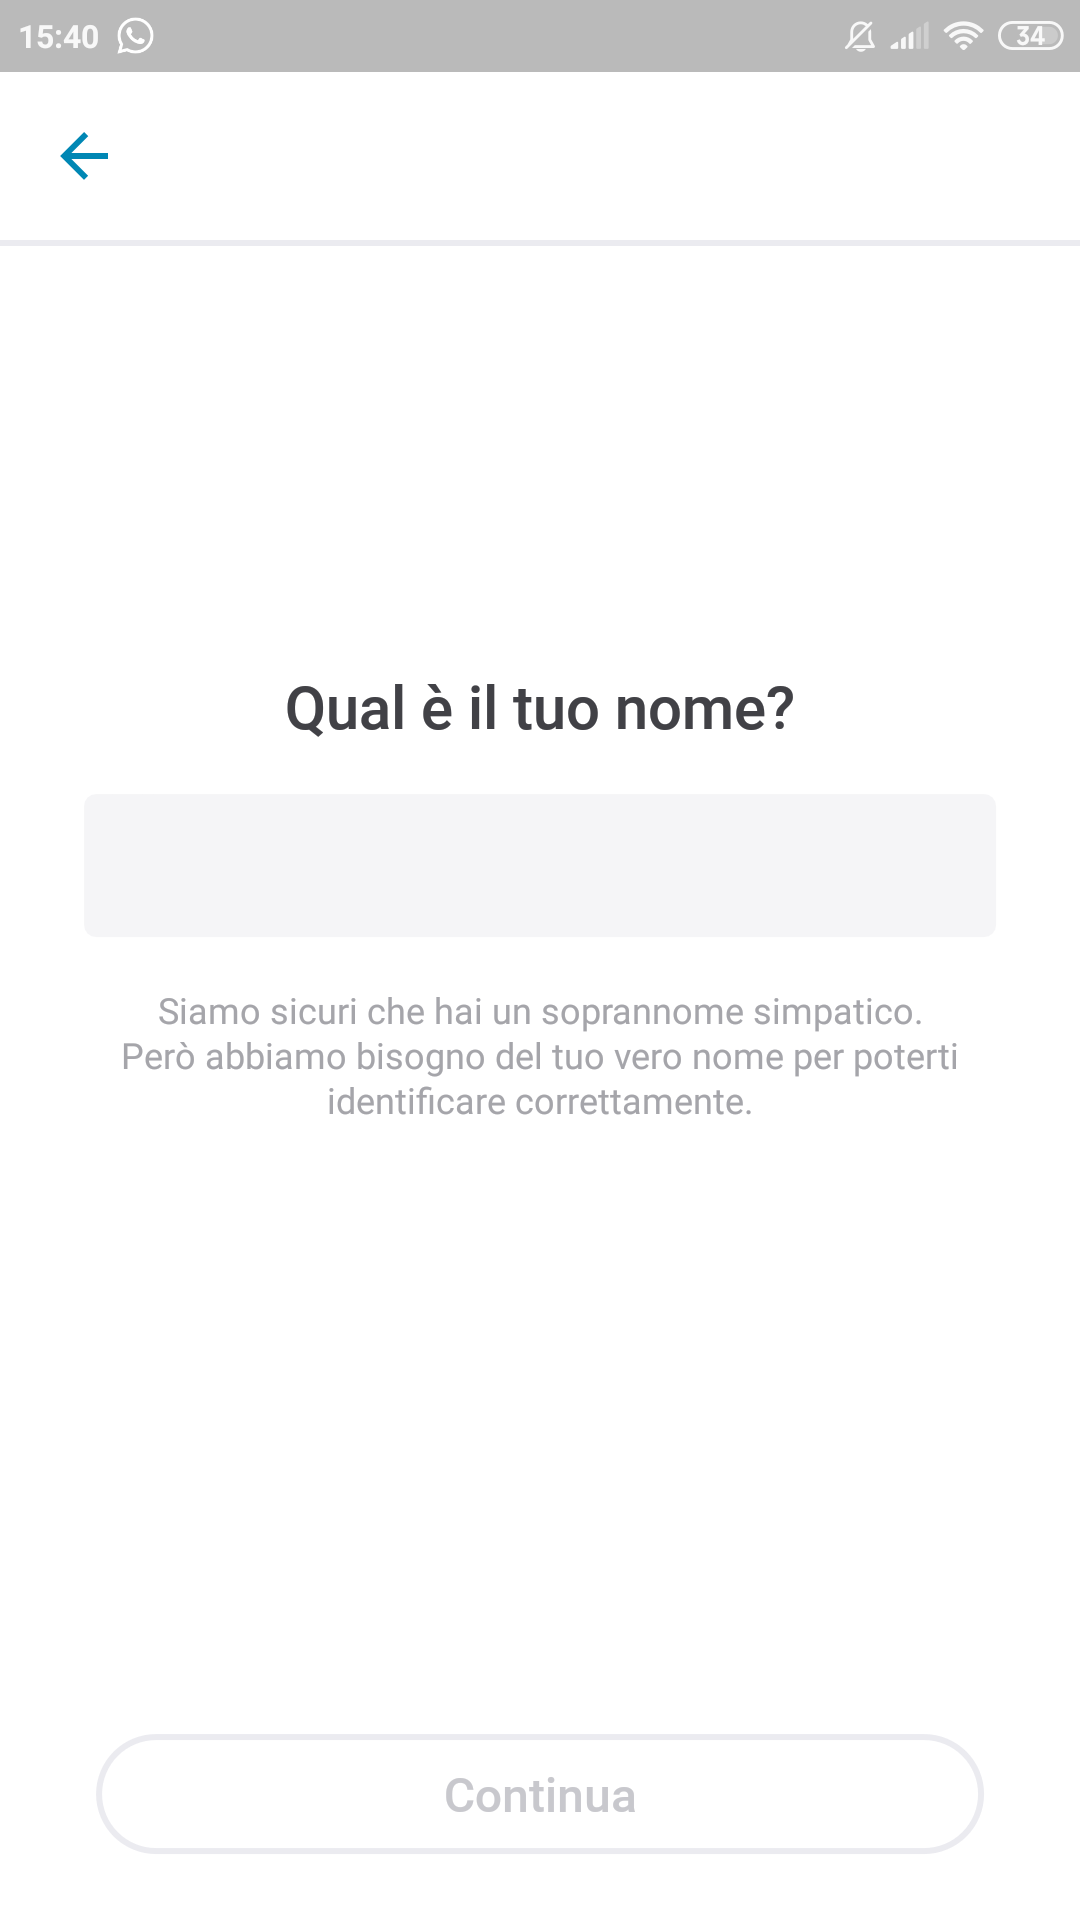 15:40
34
Qual è il tuo nome?
Siamo sicuri che hai un soprannome simpatico.
Però abbiamo bisogno del tuo vero nome per poterti
identificare correttamente.
Continua